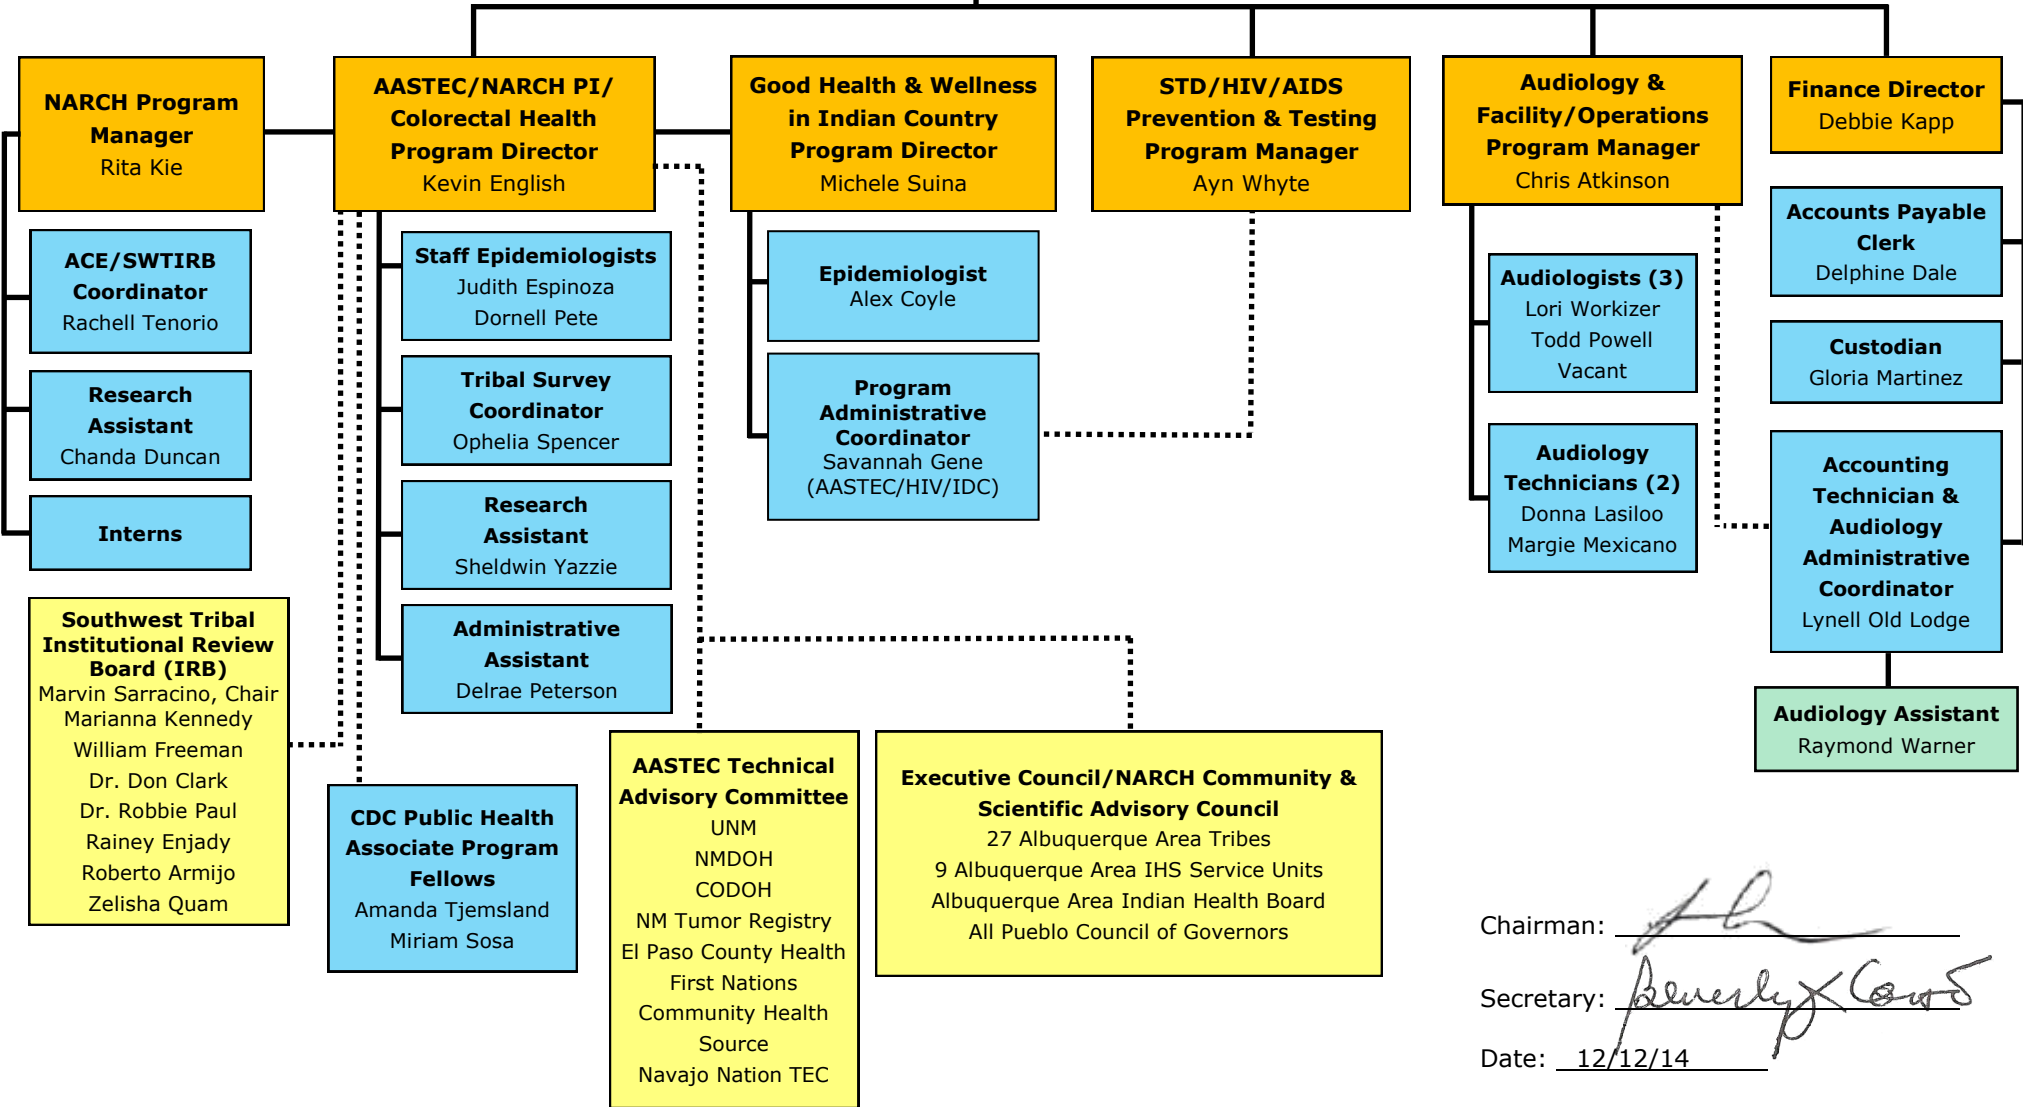 NARCH Program
Manager
Rita Kie
AASTEC/NARCH PI/
Colorectal Health
Program Director
Kevin English
Good Health & Wellness
in Indian Country
Program Director
Michele Suina
STD/HIV/AIDS
Prevention & Testing
Program Manager
Ayn Whyte
Audiology &
Facility/Operations
Program Manager
Chris Atkinson
Finance Director
Debbie Kapp
ACE/SWTIRB
Coordinator
Rachell Tenorio
Research
Assistant
Chanda Duncan
Interns
Southwest Tribal
Institutional Review
Board (IRB)
Marvin Sarracino, Chair
Marianna Kennedy
William Freeman
Dr. Don Clark
Dr. Robbie Paul
Rainey Enjady
Roberto Armijo
Zelisha Quam
Staff Epidemiologists
Judith Espinoza
Dornell Pete
Tribal Survey
Coordinator
Ophelia Spencer
Research
Assistant
Sheldwin Yazzie
Administrative
Assistant
Delrae Peterson
CDC Public Health
Associate Program
Fellows
Amanda Tjemsland
Miriam Sosa
Epidemiologist
Alex Coyle
Program
Administrative
Coordinator
Savannah Gene
(AASTEC/HIV/IDC)
AASTEC Technical
Advisory Committee
UNM
NMDOH
CODOH
NM Tumor Registry
El Paso County Health
First Nations
Community Health
Source
Navajo Nation TEC
Executive Council/NARCH Community &
Scientific Advisory Council
27 Albuquerque Area Tribes
9 Albuquerque Area IHS Service Units
Albuquerque Area Indian Health Board
All Pueblo Council of Governors
Audiologists (3)
Lori Workizer
Todd Powell
Vacant
Audiology
Technicians (2)
Donna Lasiloo
Margie Mexicano
Accounts Payable
Clerk
Delphine Dale
Custodian
Gloria Martinez
Accounting
Technician &
Audiology
Administrative
Coordinator
Lynell Old Lodge
Audiology Assistant
Raymond Warner
Chairman:
Secretary: Beverly
Date: 12/12/14